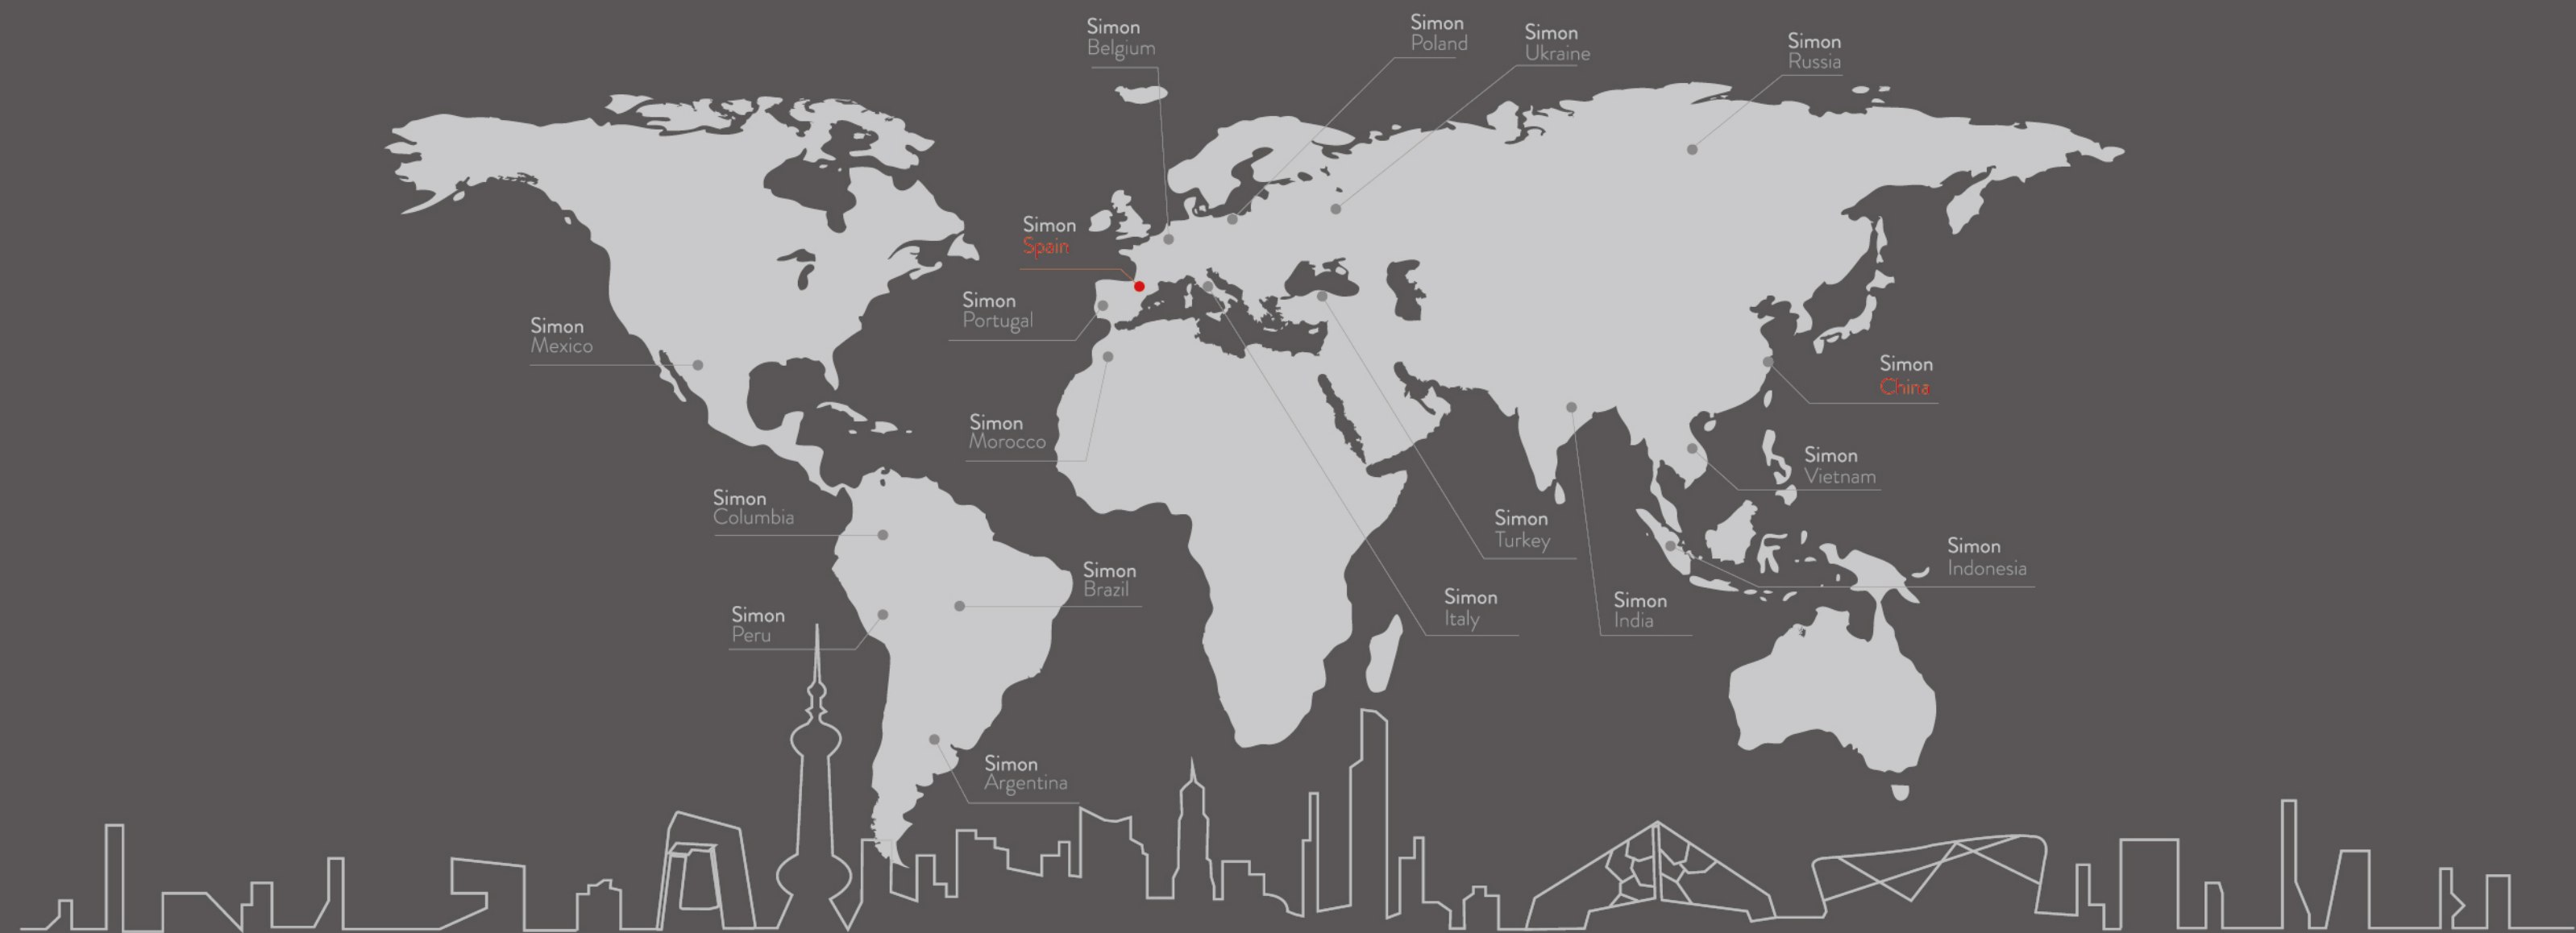 Simon
Belgium
Simon
Poland
Simon
Ukraine
Simon
Russia
Simon
Spain
Simon
Portugal
Simon
Mexico
Simon
China
Simon
Morocco
Simon
Vietnam
Simon
Columbia
Simon
Turkey
Simon
Indonesia
Simon
Brazil
Simon
Italy
Simon
India
Simon
Peru
Simon
Argentina